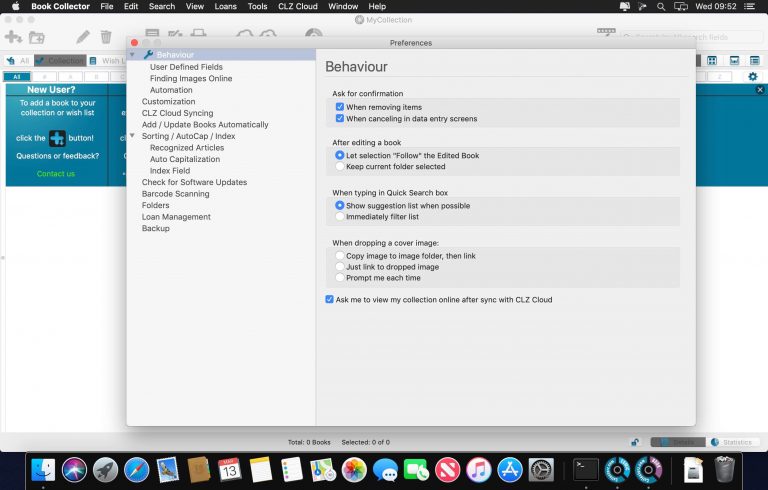 Book Collector File Edit Search View Loans Tools CLZ Cloud Window Help Wed 09:52
MyCollection
All Collection Wish L
All
New User?
To add a book to your
collection or wish list
click the button!
Questions or feedback?
Contact us
Preferences
Behaviour
User Defined Fields
Finding Images Online
Automation
Customization
CLZ Cloud Syncing
Add / Update Books Automatically
Sorting / AutoCap / Index
Recognized Articles
Auto Capitalization
Index Field
Check for Software Updates
Barcode Scanning
Folders
Loan Management
Backup
Behaviour
Ask for confirmation
When removing items
When canceling in data entry screens
After editing a book
Let selection "Follow" the Edited Book
Keep current folder selected
When typing in Quick Search box
Show suggestion list when possible
Immediately filter list
When dropping a cover image:
Copy image to image folder, then link
Just link to dropped image
Prompt me each time
Ask me to view my collection online after sync with CLZ Cloud
Total: 0 Books Selected: 0 of 0
Details Statistics
13